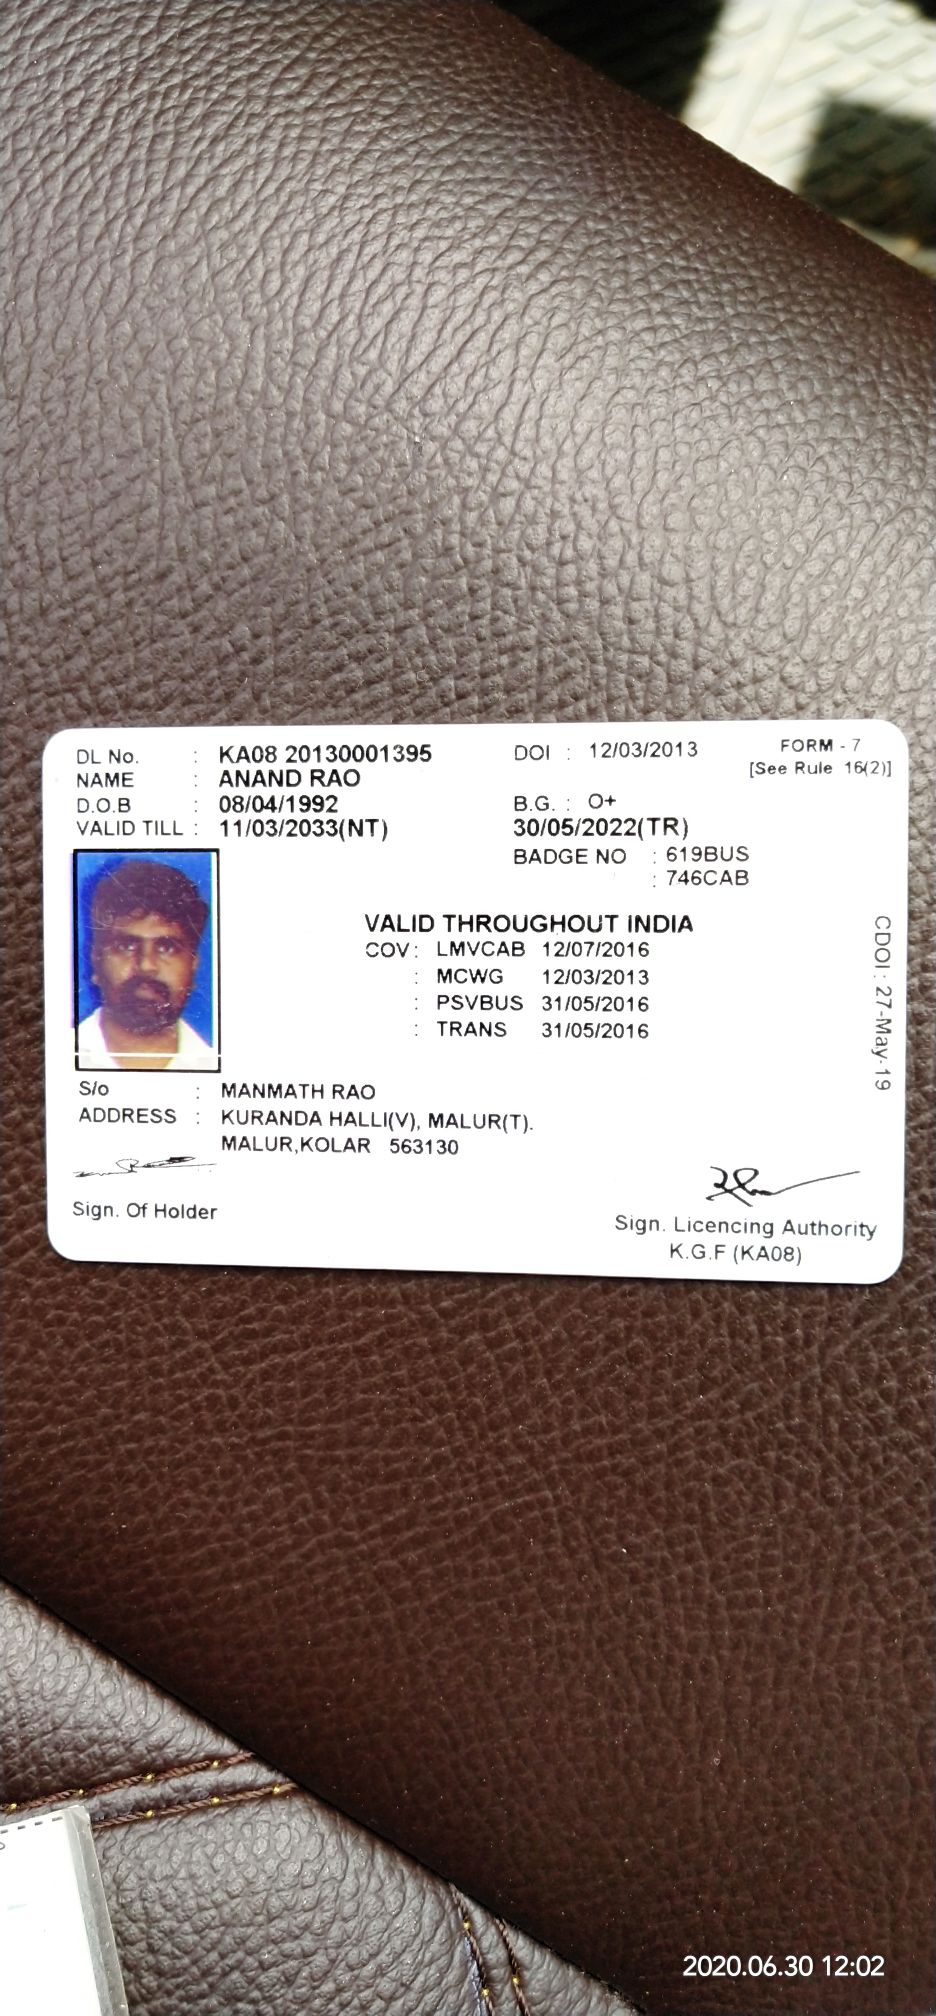 DL No. : KA08 20130001395 DOI : 12/03/2013 FORM - 7
NAME : ANAND RAO [See Rule 16(2)]
D.O.B : 08/04/1992 B.G. : O+
VALID TILL : 11/03/2033(NT) 30/05/2022(TR)
BADGE NO : 619BUS
: 746CAB
VALID THROUGHOUT INDIA
COV : LMVCAB 12/07/2016
: MCWG 12/03/2013
: PSVBUS 31/05/2016
: TRANS 31/05/2016
CDOI : 27-May-19
S/o : MANMATH RAO
ADDRESS : KURANDA HALLI(V), MALUR(T).
MALUR,KOLAR 563130
Sign. Of Holder
Sign. Licencing Authority
K.G.F (KA08)
2020.06.30 12:02